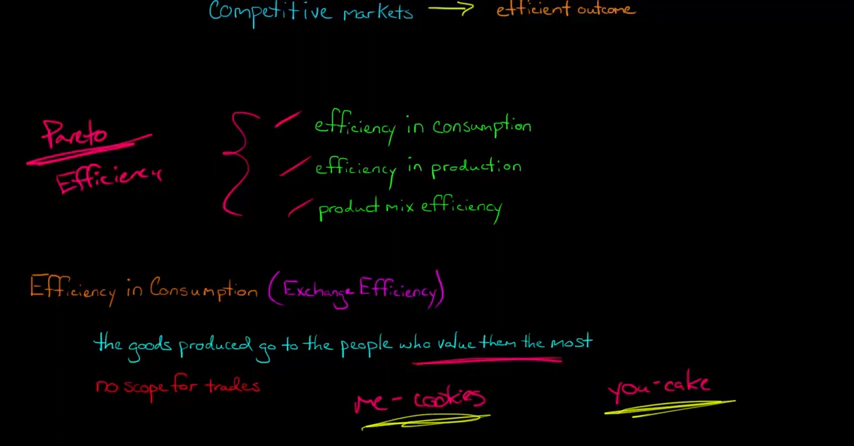 Competitive markets → efficient outcome
Pareto
Efficiency
efficiency in consumption
efficiency in production
product mix efficiency
Efficiency in Consumption (Exchange Efficiency)
the goods produced go to the people who value them the most
no scope for trades
me - cookies
you - cake